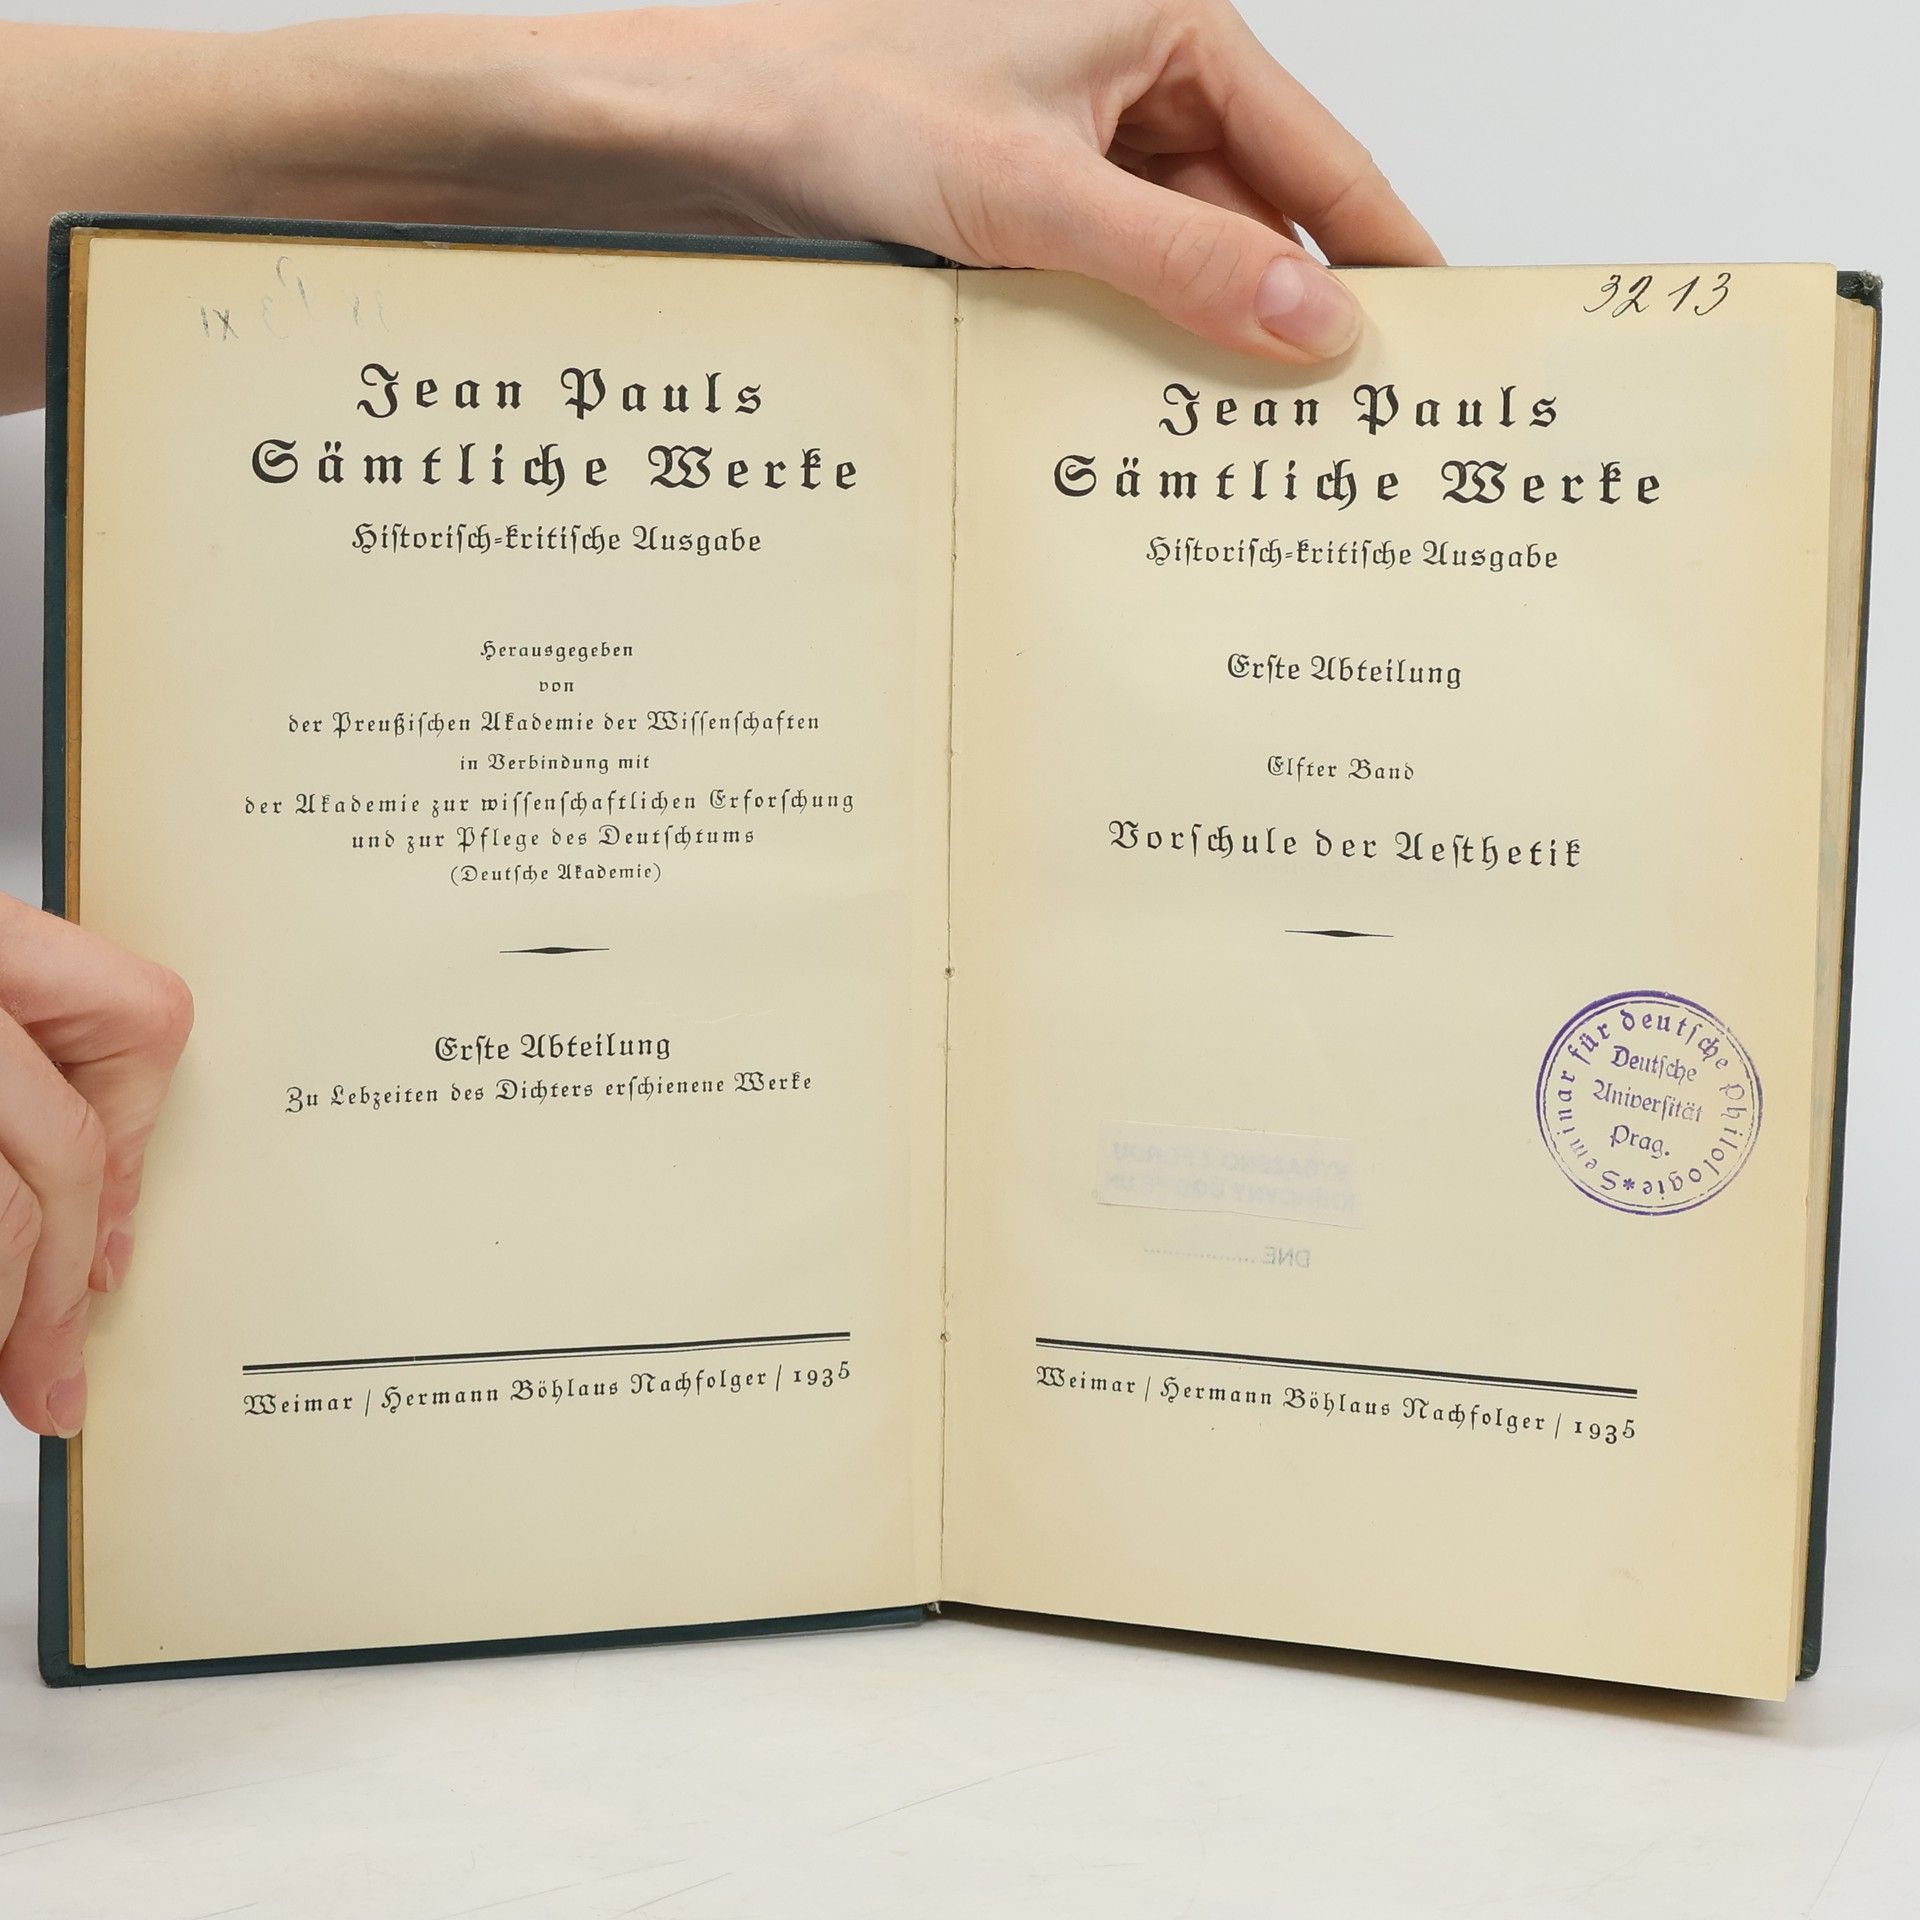 Jean Pauls
Sämtliche Werke
Hiſtoriſch-kritiſche Ausgabe
Herausgegeben
von
der Preußiſchen Akademie der Wiſſenſchaften
in Verbindung mit
der Akademie zur wiſſenſchaftlichen Erforſchung
und zur Pflege des Deutſchtums
(Deutſche Akademie)
Erſte Abteilung
Zu Lebzeiten des Dichters erſchienene Werke
Weimar / Hermann Böhlaus Nachfolger / 1935
3213
Jean Pauls
Sämtliche Werke
Hiſtoriſch-kritiſche Ausgabe
Erſte Abteilung
Elfter Band
Vorſchule der Aeſthetik
Seminar für deutſche Philologie *
Deutſche
Univerſität
Prag.
DNE
Weimar / Hermann Böhlaus Nachfolger / 1935